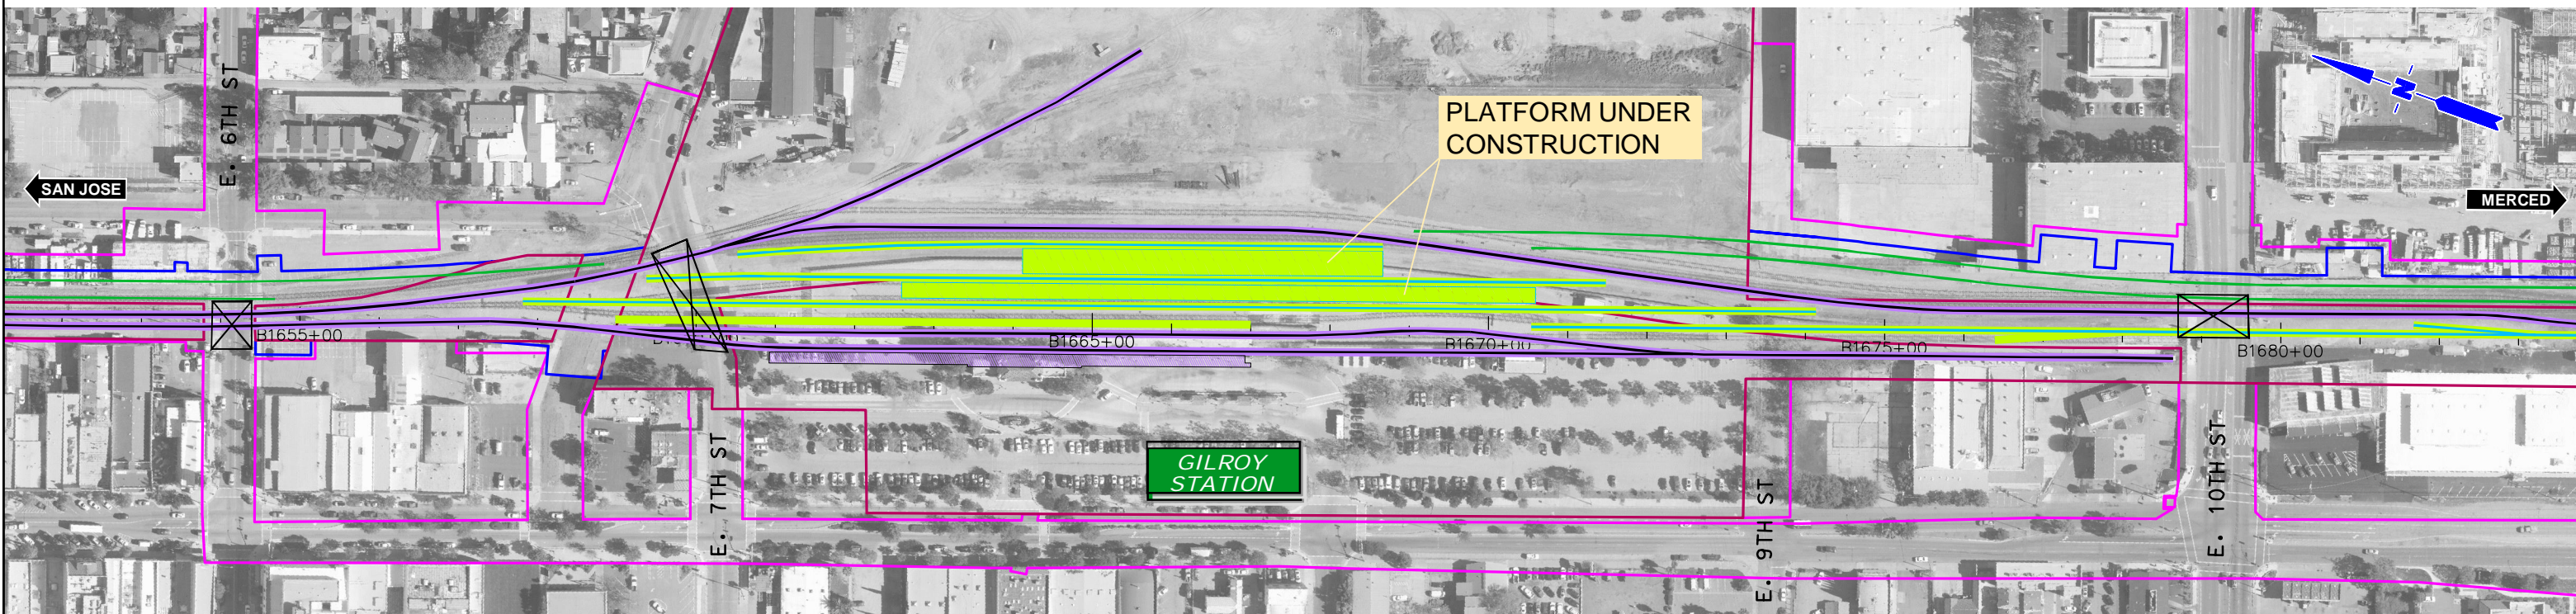 E. 6TH ST
SAN JOSE
PLATFORM UNDER
CONSTRUCTION
N
MERCED
B1655+00
B1665+00
B1670+00
B1675+00
B1680+00
E. 7TH ST
GILROY
STATION
E. 9TH ST
E. 10TH ST